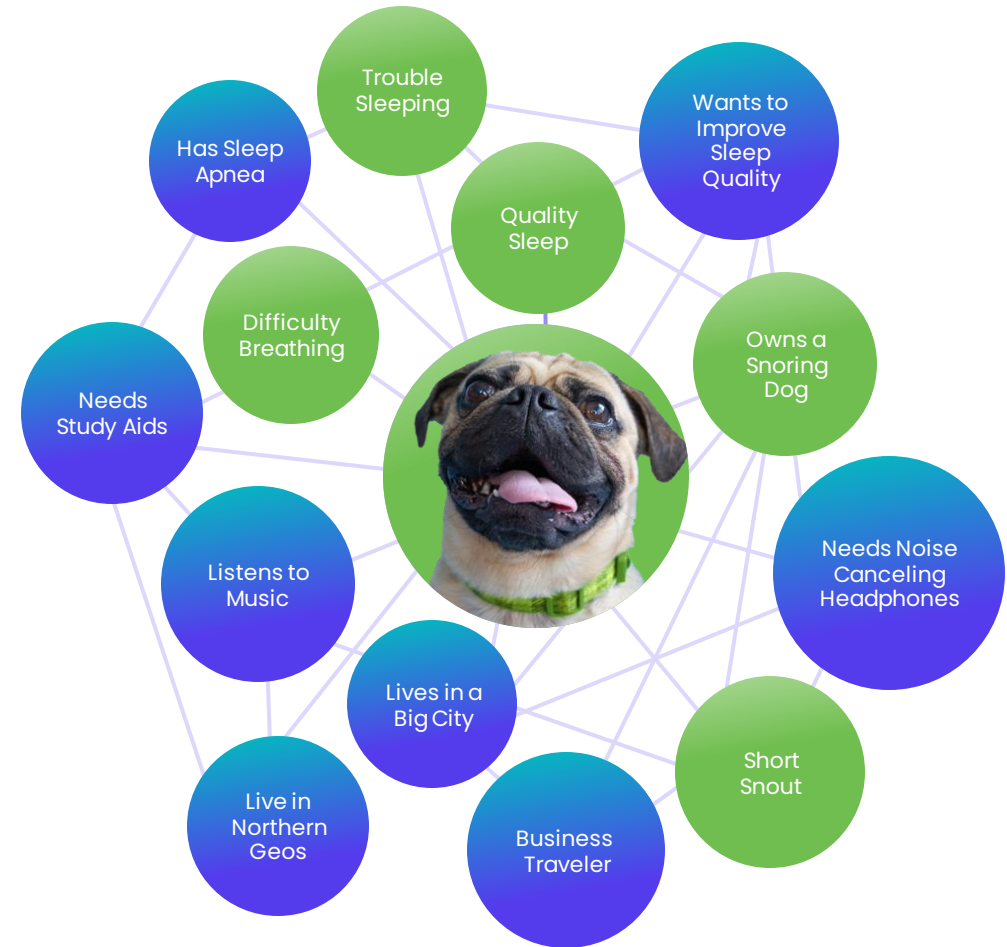 Trouble
Sleeping
Wants to
Improve
Sleep
Quality
Has Sleep
Apnea
Quality
Sleep
Difficulty
Breathing
Owns a
Snoring
Dog
Needs
Study Aids
Needs Noise
Canceling
Headphones
Listens to
Music
Lives in a
Big City
Short
Snout
Live in
Northern
Geos
Business
Traveler